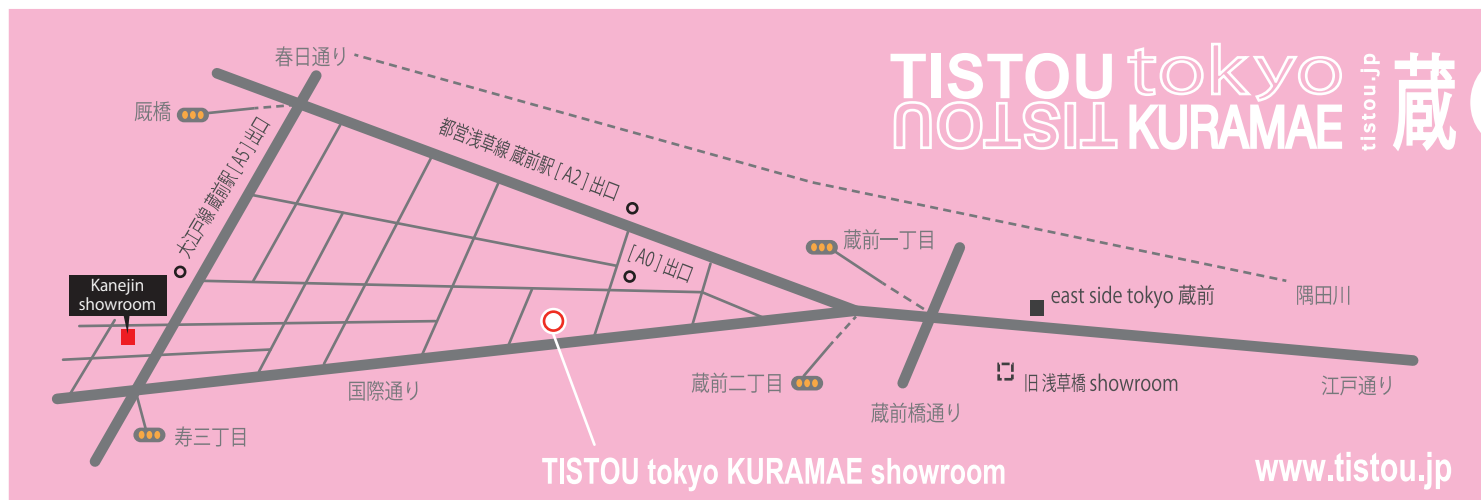 春日通り
厩橋
TISTOU tokyo
TISTOU KURAMAE
tistou.jp
蔵
都営浅草線 蔵前駅 [ A2 ] 出口
大江戸線 蔵前駅 [ A5 ] 出口
[ A0 ] 出口
蔵前一丁目
Kanejin
showroom
east side tokyo 蔵前
隅田川
国際通り
蔵前二丁目
旧 浅草橋 showroom
江戸通り
蔵前橋通り
寿三丁目
TISTOU tokyo KURAMAE showroom
www.tistou.jp